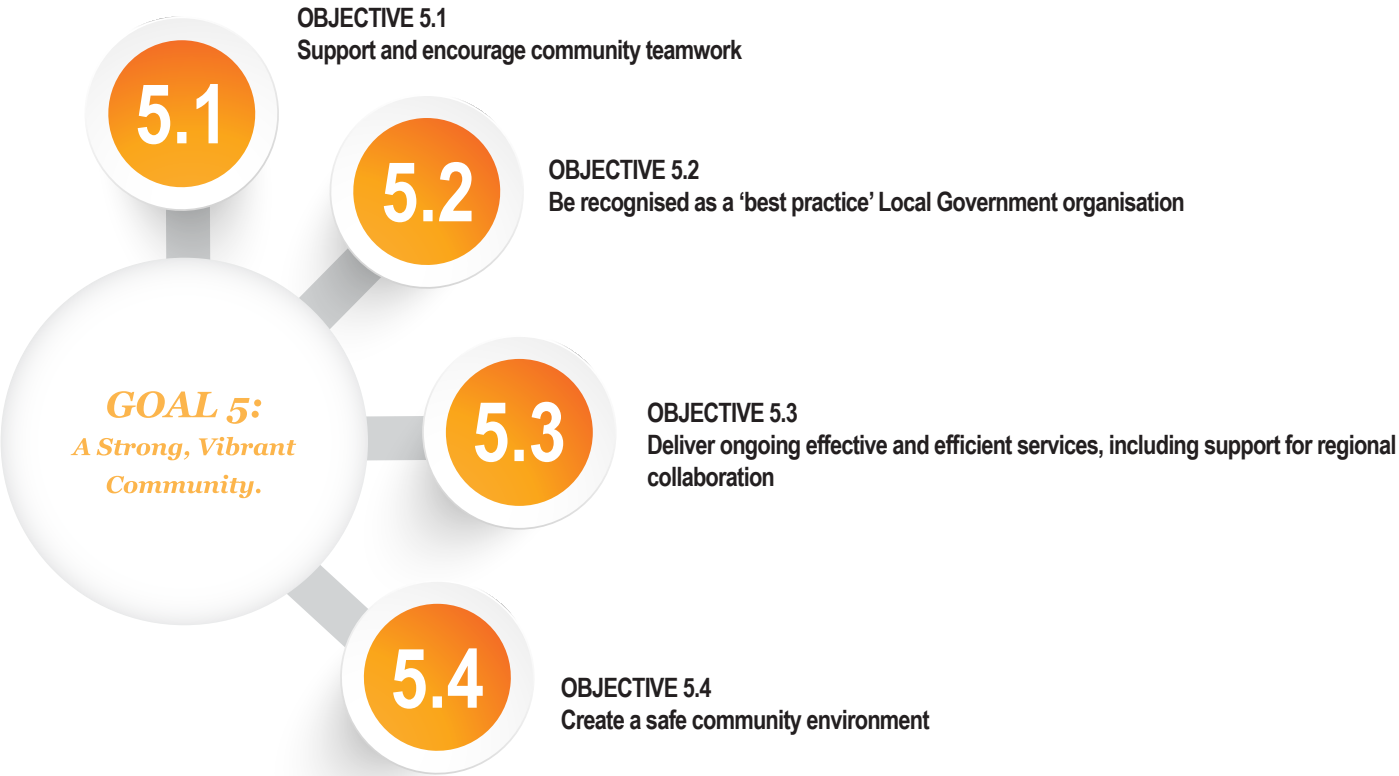 OBJECTIVE 5.1
Support and encourage community teamwork
5.1
OBJECTIVE 5.2
Be recognised as a ‘best practice’ Local Government organisation
5.2
GOAL 5:
A Strong, Vibrant
Community.
5.3
OBJECTIVE 5.3
Deliver ongoing effective and efficient services, including support for regional
collaboration
5.4
OBJECTIVE 5.4
Create a safe community environment